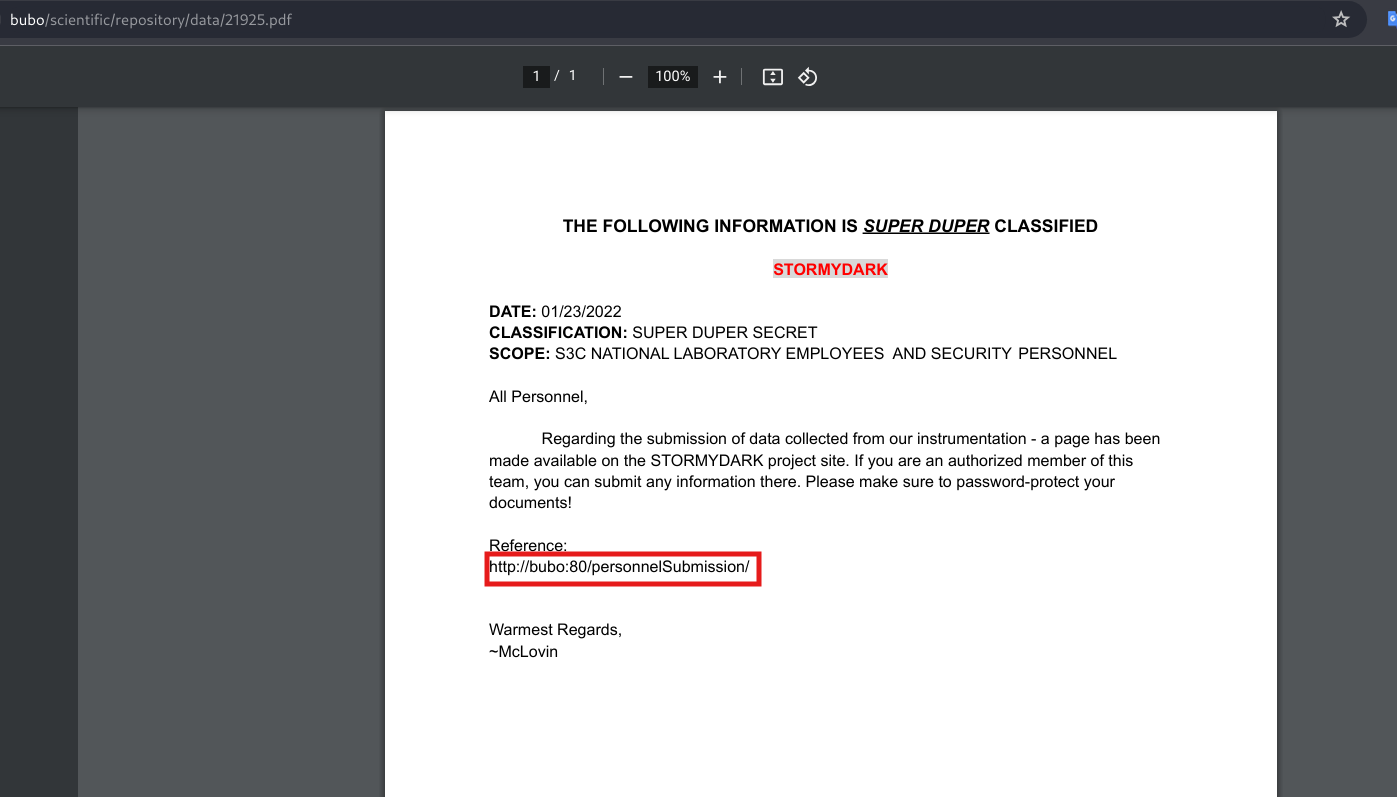 bubo/scientific/repository/data/21925.pdf
1 / 1 100%
THE FOLLOWING INFORMATION IS SUPER DUPER CLASSIFIED
STORMYDARK
DATE: 01/23/2022
CLASSIFICATION: SUPER DUPER SECRET
SCOPE: S3C NATIONAL LABORATORY EMPLOYEES AND SECURITY PERSONNEL
All Personnel,
Regarding the submission of data collected from our instrumentation - a page has been
made available on the STORMYDARK project site. If you are an authorized member of this
team, you can submit any information there. Please make sure to password-protect your
documents!
Reference:
http://bubo:80/personnelSubmission/
Warmest Regards,
~McLovin